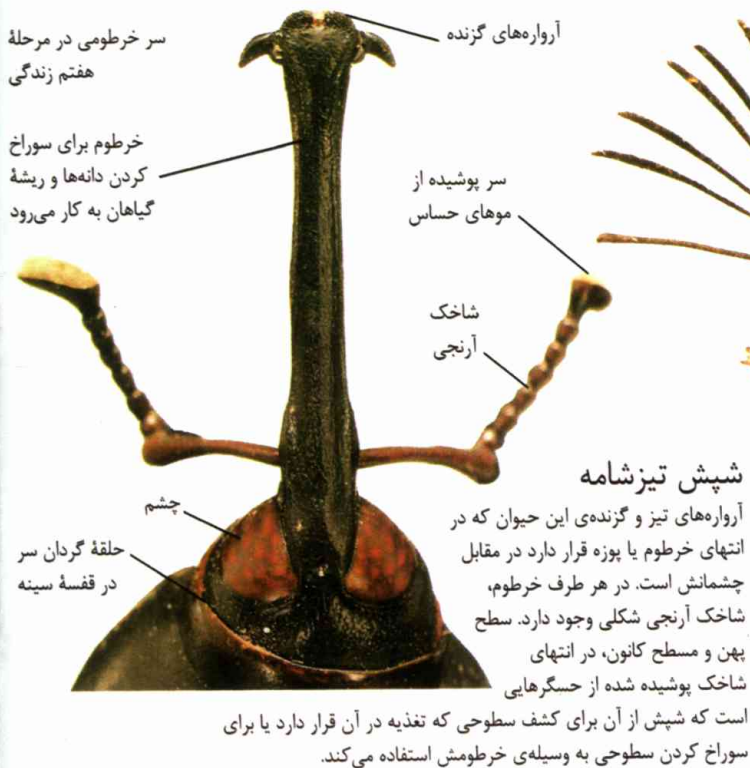 سر خرطومی در مرحلهٔ
هفتم زندگی
آرواره‌های گزنده
خرطوم برای سوراخ
کردن دانه‌ها و ریشهٔ
گیاهان به کار می‌رود
سر پوشیده از
موهای حساس
شاخک
آرنجی
چشم
حلقهٔ گردان سر
در قفسهٔ سینه
شپش تیزشامه
آرواره‌های تیز و گزنده‌ی این حیوان که در
انتهای خرطوم یا پوزه قرار دارد در مقابل
چشمانش است. در هر طرف خرطوم،
شاخک آرنجی شکلی وجود دارد. سطح
پهن و مسطح کانون، در انتهای
شاخک پوشیده شده از حسگرهایی
است که شپش از آن برای کشف سطوحی که تغذیه در آن قرار دارد یا برای
سوراخ کردن سطوحی به وسیله‌ی خرطومش استفاده می‌کند.